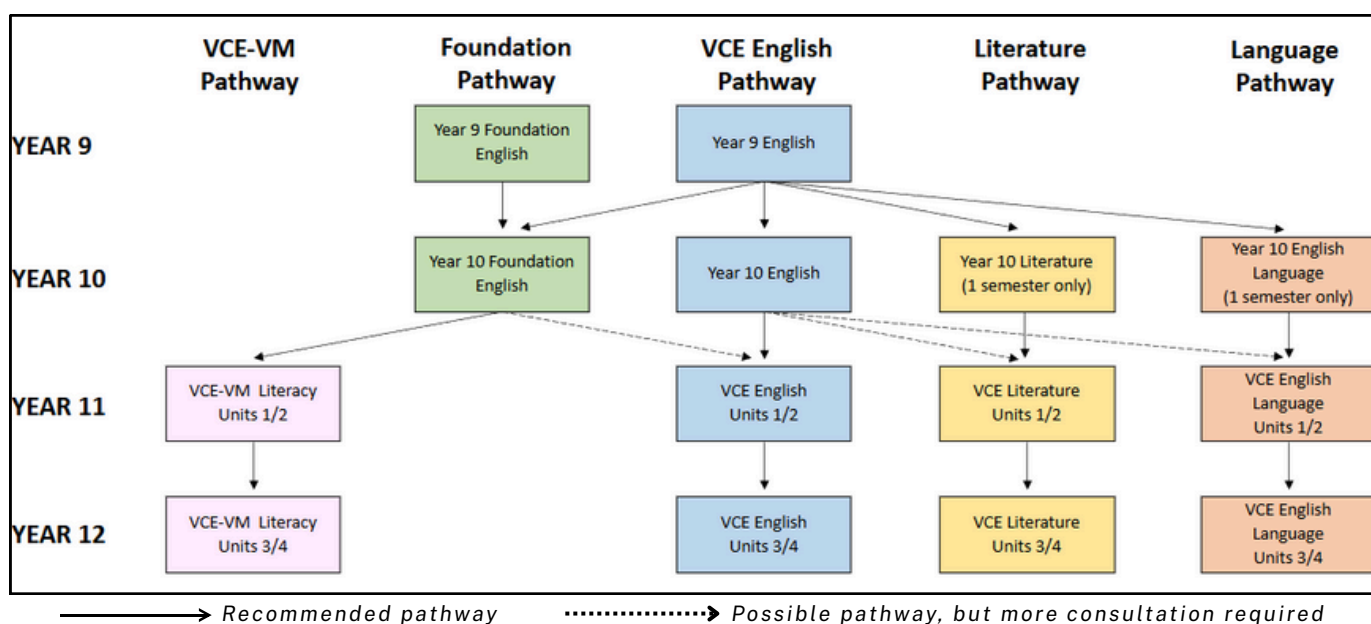 VCE-VM
Pathway
Foundation
Pathway
VCE English
Pathway
Literature
Pathway
Language
Pathway
YEAR 9
Year 9 Foundation
English
Year 9 English
YEAR 10
Year 10 Foundation
English
Year 10 English
Year 10 Literature
(1 semester only)
Year 10 English
Language
(1 semester only)
YEAR 11
VCE-VM Literacy
Units 1/2
VCE English
Units 1/2
VCE Literature
Units 1/2
VCE English
Language
Units 1/2
YEAR 12
VCE-VM Literacy
Units 3/4
VCE English
Units 3/4
VCE Literature
Units 3/4
VCE English
Language
Units 3/4
Recommended pathway
Possible pathway, but more consultation required